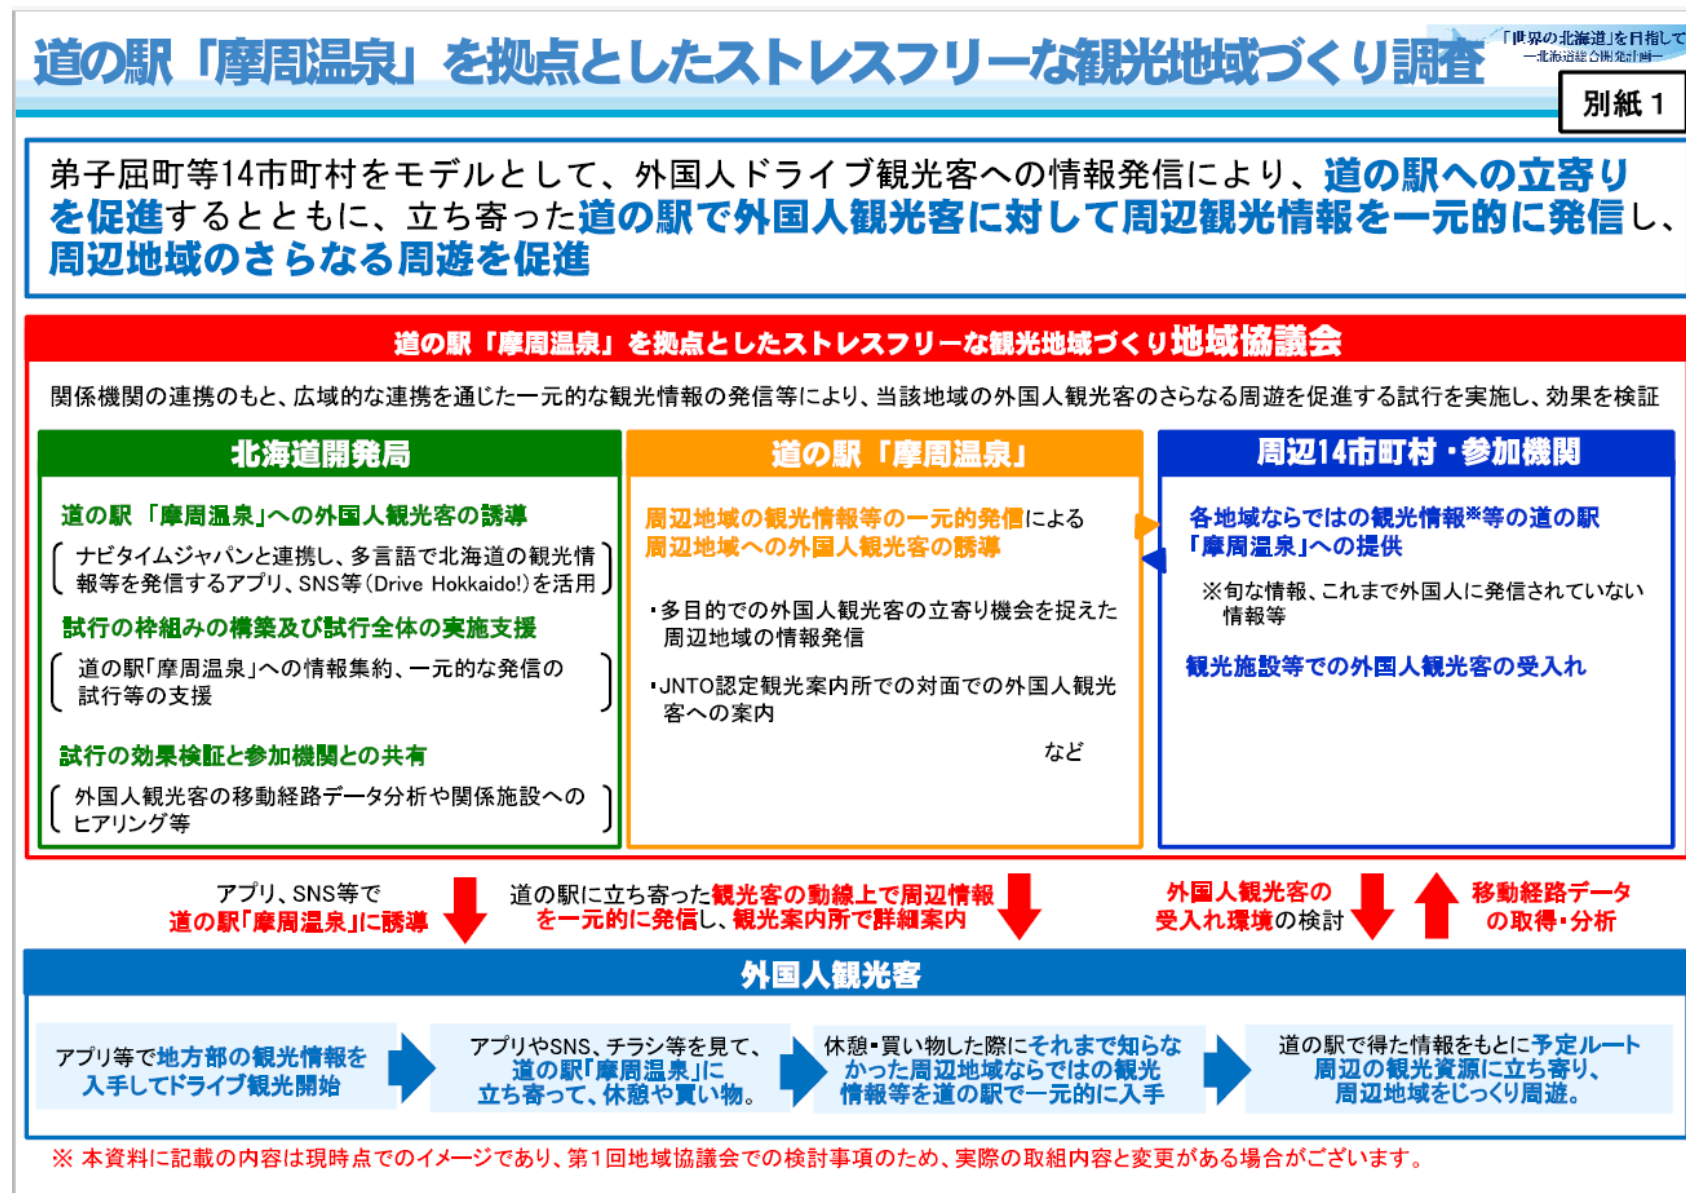 道の駅「摩周温泉」を拠点としたストレスフリーな観光地域づくり調査
「世界の北海道」を目指して
―北海道総合開発計画―
別紙１
弟子屈町等14市町村をモデルとして、外国人ドライブ観光客への情報発信により、道の駅への立寄り
を促進するとともに、立ち寄った道の駅で外国人観光客に対して周辺観光情報を一元的に発信し、
周辺地域のさらなる周遊を促進
道の駅「摩周温泉」を拠点としたストレスフリーな観光地域づくり地域協議会
関係機関の連携のもと、広域的な連携を通じた一元的な観光情報の発信等により、当該地域の外国人観光客のさらなる周遊を促進する試行を実施し、効果を検証
北海道開発局
道の駅「摩周温泉」への外国人観光客の誘導
ナビタイムジャパンと連携し、多言語で北海道の観光情
報等を発信するアプリ、SNS等(Drive Hokkaido!)を活用
試行の枠組みの構築及び試行全体の実施支援
道の駅「摩周温泉」への情報集約、一元的な発信の
試行等の支援
試行の効果検証と参加機関との共有
外国人観光客の移動経路データ分析や関係施設への
ヒアリング等
道の駅「摩周温泉」
周辺地域の観光情報等の一元的発信による
周辺地域への外国人観光客の誘導
・多目的での外国人観光客の立寄り機会を捉えた
周辺地域の情報発信
・JNTO認定観光案内所での対面での外国人観光
客への案内
など
周辺14市町村・参加機関
各地域ならではの観光情報※等の道の駅
「摩周温泉」への提供
※旬な情報、これまで外国人に発信されていない
情報等
観光施設等での外国人観光客の受入れ
アプリ、SNS等で
道の駅「摩周温泉」に誘導
道の駅に立ち寄った観光客の動線上で周辺情報
を一元的に発信し、観光案内所で詳細案内
外国人観光客の
受入れ環境の検討
移動経路データ
の取得・分析
外国人観光客
アプリ等で地方部の観光情報を
入手してドライブ観光開始
アプリやSNS、チラシ等を見て、
道の駅「摩周温泉」に
立ち寄って、休憩や買い物。
休憩・買い物した際にそれまで知らな
かった周辺地域ならではの観光
情報等を道の駅で一元的に入手
道の駅で得た情報をもとに予定ルート
周辺の観光資源に立ち寄り、
周辺地域をじっくり周遊。
※ 本資料に記載の内容は現時点でのイメージであり、第１回地域協議会での検討事項のため、実際の取組内容と変更がある場合がございます。